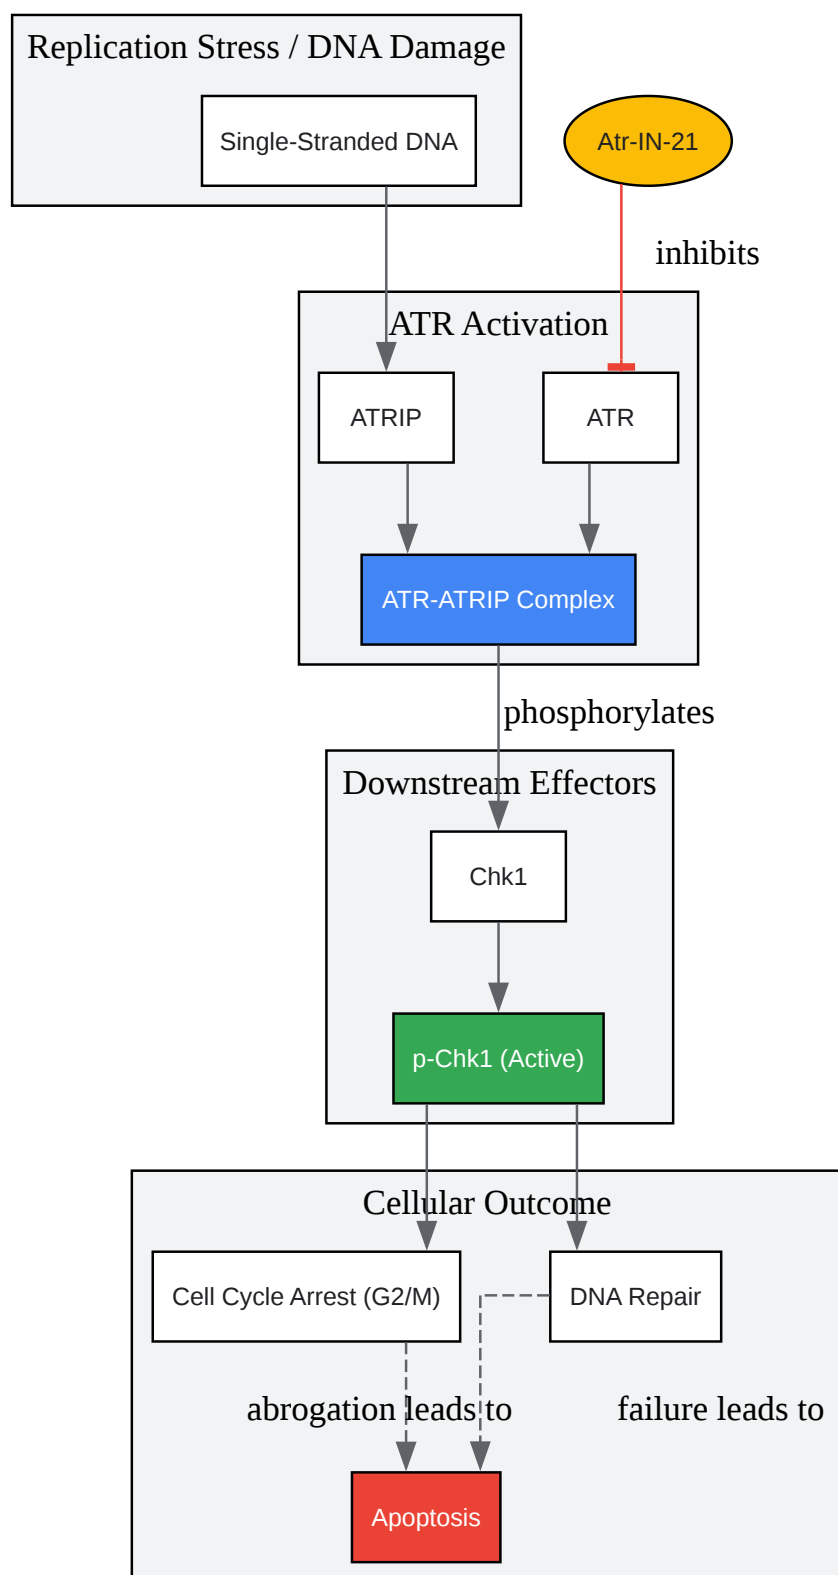 Replication Stress / DNA Damage
Single-Stranded DNA
Atr-IN-21
inhibits
ATR Activation
ATRIP
ATR
ATR-ATRIP Complex
phosphorylates
Downstream Effectors
Chk1
p-Chk1 (Active)
Cellular Outcome
Cell Cycle Arrest (G2/M)
DNA Repair
abrogation leads to
failure leads to
Apoptosis